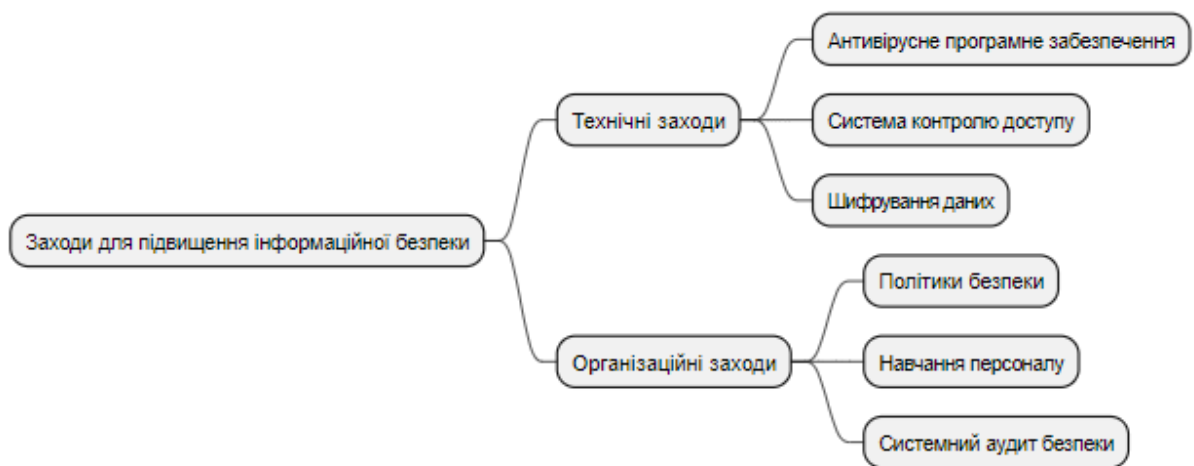 Заходи для підвищення інформаційної безпеки
Технічні заходи
Антивірусне програмне забезпечення
Система контролю доступу
Шифрування даних
Організаційні заходи
Політики безпеки
Навчання персоналу
Системний аудит безпеки